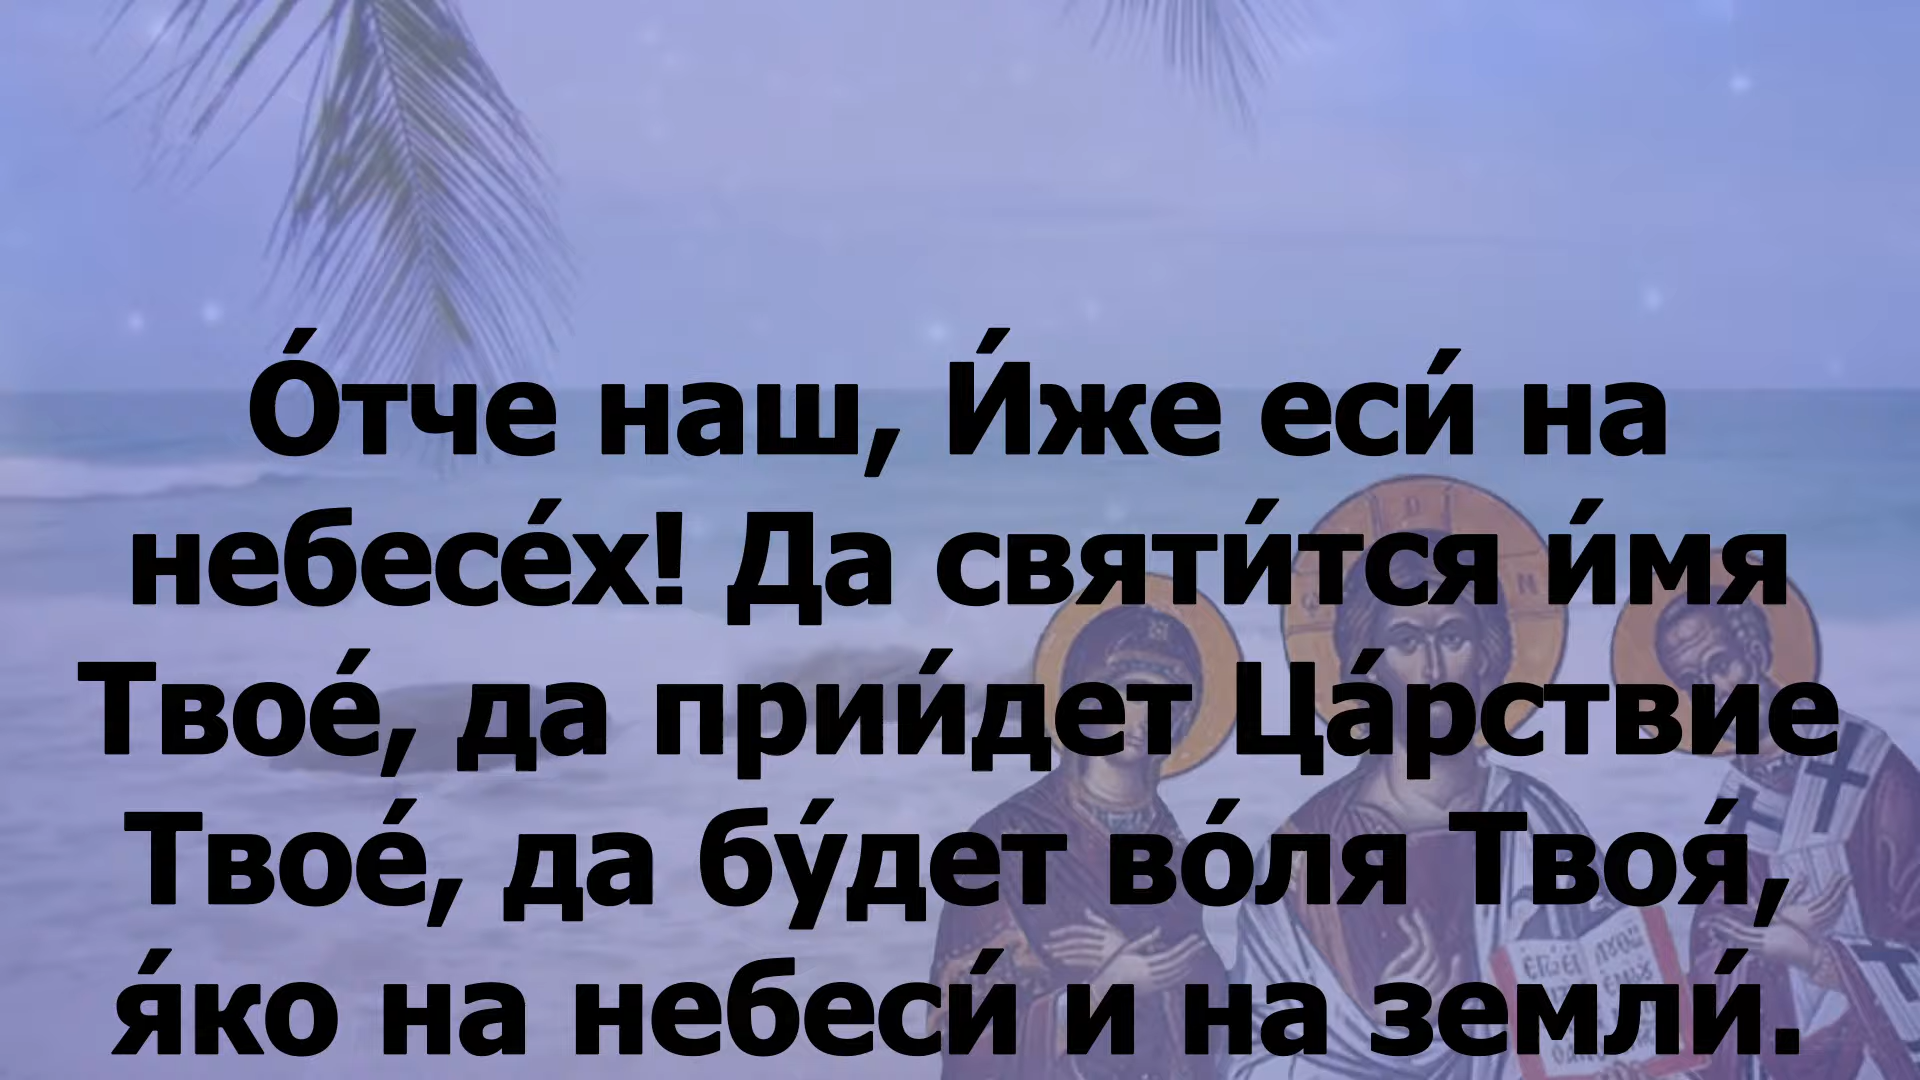 О́тче наш, И́же еси́ на
небесе́х! Да святи́тся и́мя
Твое́, да прии́дет Ца́рствие
Твое́, да бу́дет во́ля Твоя́,
я́ко на небеси́ и на земли́.